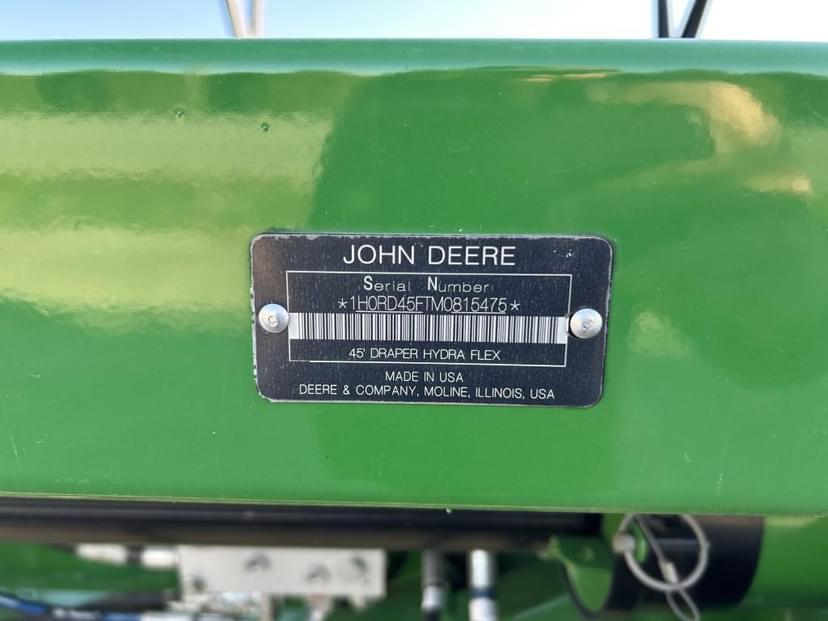 JOHN DEERE
Serial Number
*1H0RD45FTM0815475*
45' DRAPER HYDRA FLEX
MADE IN USA
DEERE & COMPANY, MOLINE, ILLINOIS, USA